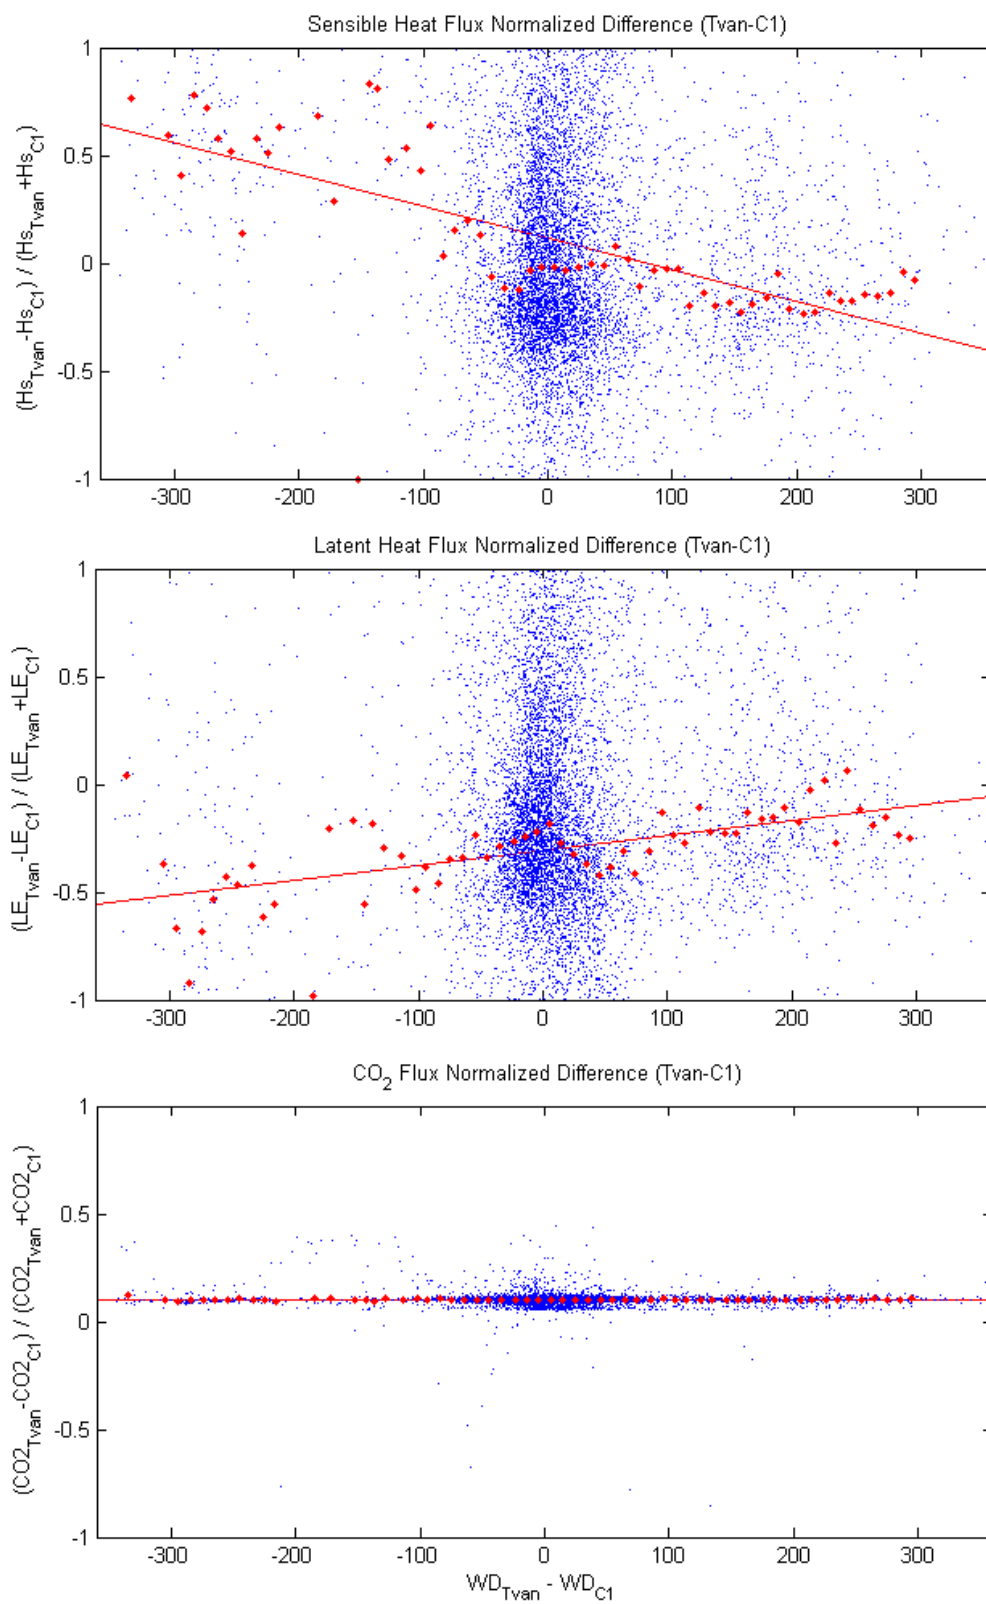 Sensible Heat Flux Normalized Difference (Tvan-C1)
1
0.5
0
-0.5
-1
(HsTvan-HsC1) / (HsTvan+HsC1)
-300 -200 -100 0 100 200 300
Latent Heat Flux Normalized Difference (Tvan-C1)
1
0.5
0
-0.5
-1
(LETvan-LEC1) / (LETvan+LEC1)
-300 -200 -100 0 100 200 300
CO2 Flux Normalized Difference (Tvan-C1)
1
0.5
0
-0.5
-1
(CO2Tvan-CO2C1) / (CO2Tvan+CO2C1)
-300 -200 -100 0 100 200 300
WDTvan - WDC1